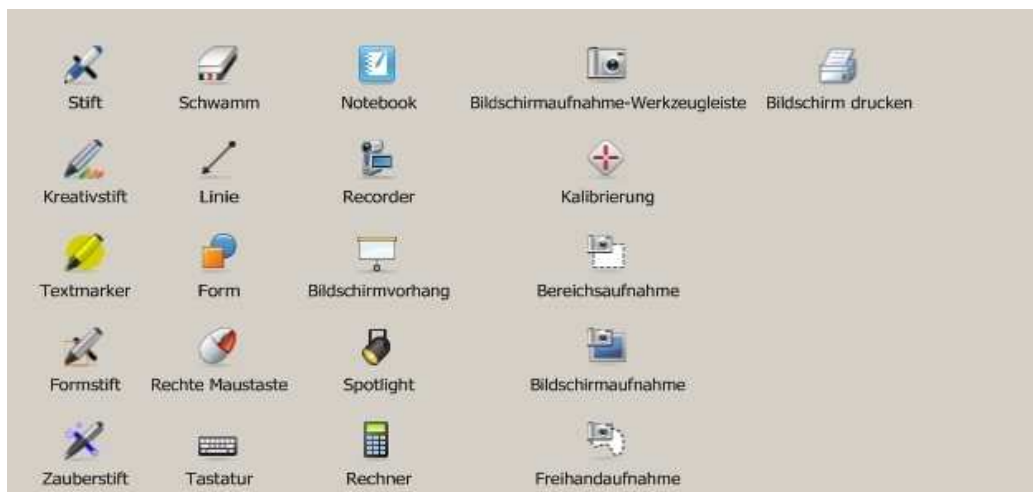 Stift Schwamm Notebook Bildschirmaufnahme-Werkzeugleiste Bildschirm drucken
Kreativstift Linie Recorder Kalibrierung
Textmarker Form Bildschirmvorhang Bereichsaufnahme
Formstift Rechte Maustaste Spotlight Bildschirmaufnahme
Zauberstift Tastatur Rechner Freihandaufnahme